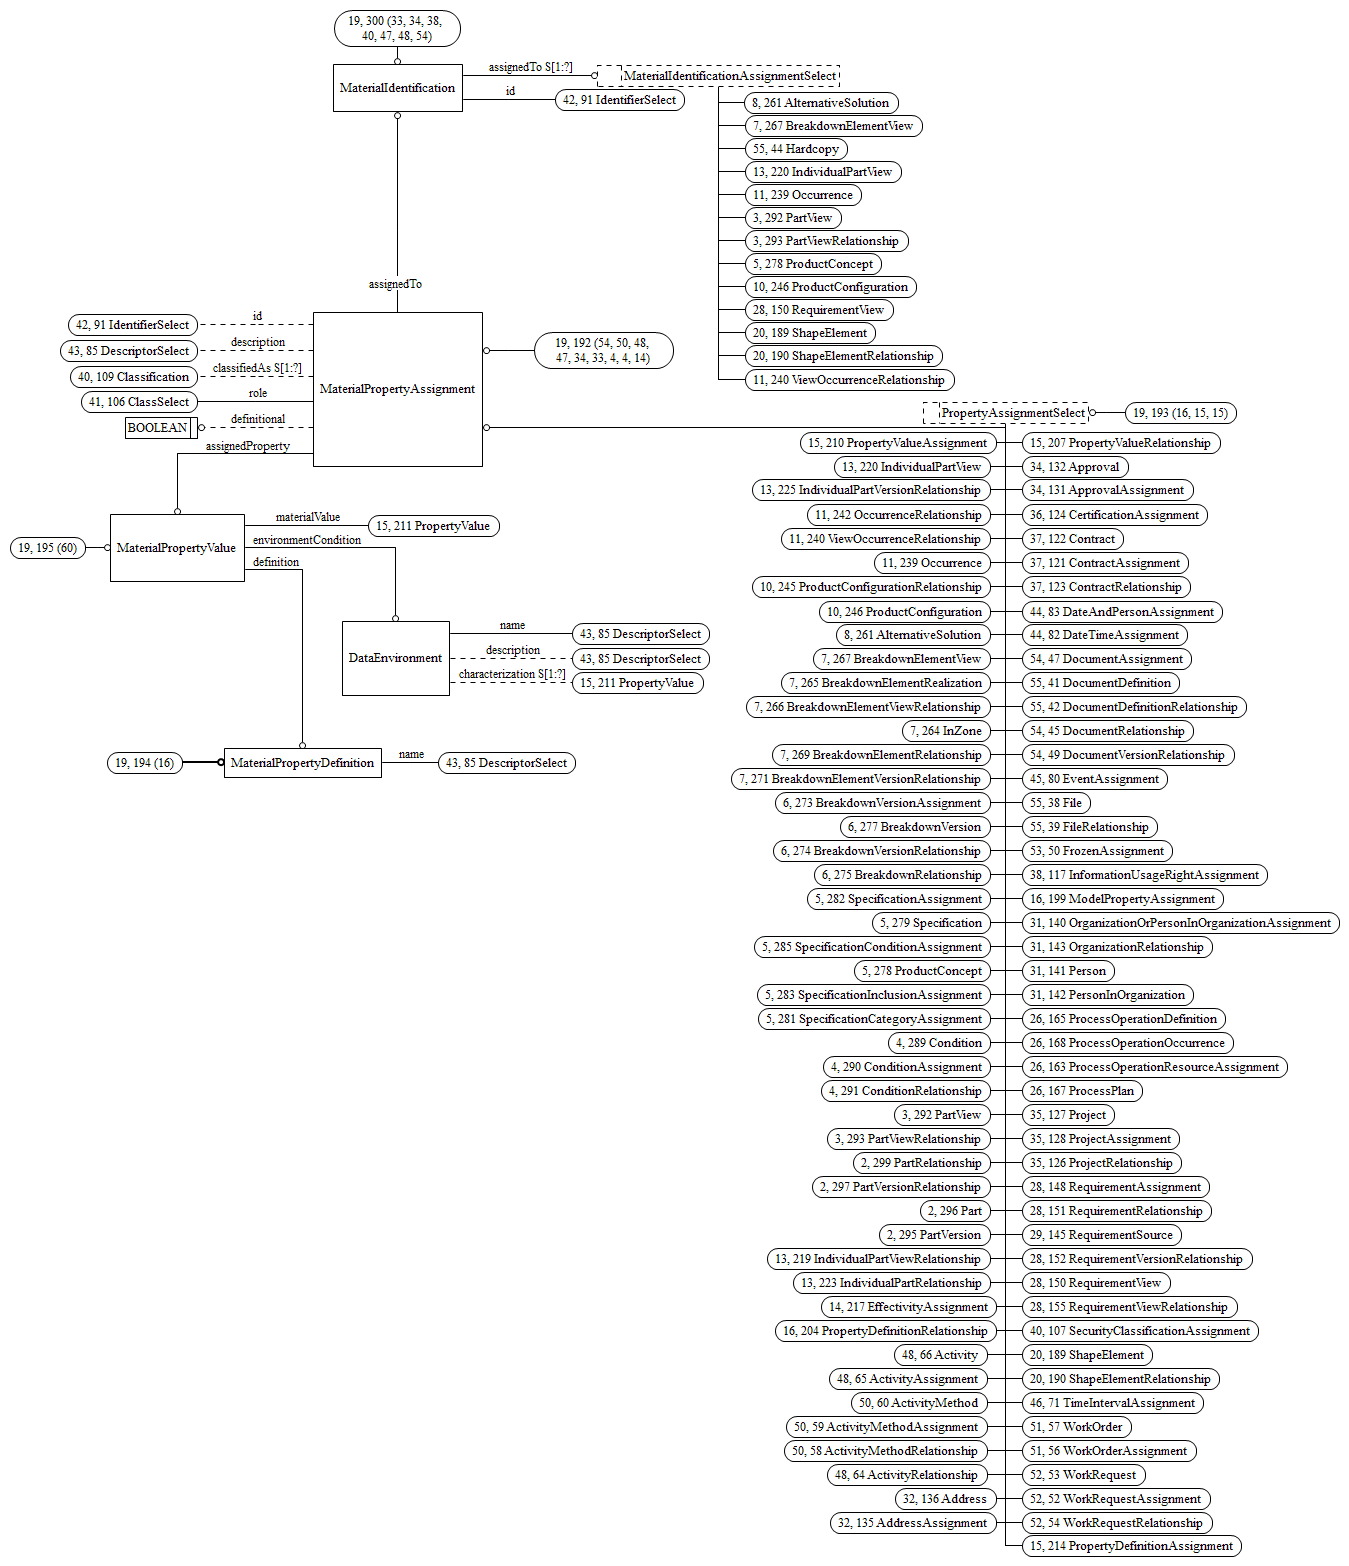 19, 300 (33, 34, 38,
40, 47, 48, 54)
MaterialIdentification
assignedTo S[1:?]
MaterialIdentificationAssignmentSelect
id
42, 91 IdentifierSelect
8, 261 AlternativeSolution
7, 267 BreakdownElementView
55, 44 Hardcopy
13, 220 IndividualPartView
11, 239 Occurrence
3, 292 PartView
3, 293 PartViewRelationship
5, 278 ProductConcept
10, 246 ProductConfiguration
28, 150 RequirementView
20, 189 ShapeElement
20, 190 ShapeElementRelationship
11, 240 ViewOccurrenceRelationship
assignedTo
id
42, 91 IdentifierSelect
description
43, 85 DescriptorSelect
classifiedAs S[1:?]
40, 109 Classification
role
41, 106 ClassSelect
definitional
BOOLEAN
assignedProperty
MaterialPropertyAssignment
19, 192 (54, 50, 48,
47, 34, 33, 4, 4, 14)
PropertyAssignmentSelect
19, 193 (16, 15, 15)
MaterialPropertyValue
19, 195 (60)
materialValue
15, 211 PropertyValue
environmentCondition
definition
DataEnvironment
name
43, 85 DescriptorSelect
description
43, 85 DescriptorSelect
characterization S[1:?]
15, 211 PropertyValue
19, 194 (16)
MaterialPropertyDefinition
name
43, 85 DescriptorSelect
15, 210 PropertyValueAssignment
15, 207 PropertyValueRelationship
13, 220 IndividualPartView
34, 132 Approval
13, 225 IndividualPartVersionRelationship
34, 131 ApprovalAssignment
11, 242 OccurrenceRelationship
36, 124 CertificationAssignment
11, 240 ViewOccurrenceRelationship
37, 122 Contract
11, 239 Occurrence
37, 121 ContractAssignment
10, 245 ProductConfigurationRelationship
37, 123 ContractRelationship
10, 246 ProductConfiguration
44, 83 DateAndPersonAssignment
8, 261 AlternativeSolution
44, 82 DateTimeAssignment
7, 267 BreakdownElementView
54, 47 DocumentAssignment
7, 265 BreakdownElementRealization
55, 41 DocumentDefinition
7, 266 BreakdownElementViewRelationship
55, 42 DocumentDefinitionRelationship
7, 264 InZone
54, 45 DocumentRelationship
7, 269 BreakdownElementRelationship
54, 49 DocumentVersionRelationship
7, 271 BreakdownElementVersionRelationship
45, 80 EventAssignment
6, 273 BreakdownVersionAssignment
55, 38 File
6, 277 BreakdownVersion
55, 39 FileRelationship
6, 274 BreakdownVersionRelationship
53, 50 FrozenAssignment
6, 275 BreakdownRelationship
38, 117 InformationUsageRightAssignment
5, 282 SpecificationAssignment
16, 199 ModelPropertyAssignment
5, 279 Specification
31, 140 OrganizationOrPersonInOrganizationAssignment
5, 285 SpecificationConditionAssignment
31, 143 OrganizationRelationship
5, 278 ProductConcept
31, 141 Person
5, 283 SpecificationInclusionAssignment
31, 142 PersonInOrganization
5, 281 SpecificationCategoryAssignment
26, 165 ProcessOperationDefinition
4, 289 Condition
26, 168 ProcessOperationOccurrence
4, 290 ConditionAssignment
26, 163 ProcessOperationResourceAssignment
4, 291 ConditionRelationship
26, 167 ProcessPlan
3, 292 PartView
35, 127 Project
3, 293 PartViewRelationship
35, 128 ProjectAssignment
2, 299 PartRelationship
35, 126 ProjectRelationship
2, 297 PartVersionRelationship
28, 148 RequirementAssignment
2, 296 Part
28, 151 RequirementRelationship
2, 295 PartVersion
29, 145 RequirementSource
13, 219 IndividualPartViewRelationship
28, 152 RequirementVersionRelationship
13, 223 IndividualPartRelationship
28, 150 RequirementView
14, 217 EffectivityAssignment
28, 155 RequirementViewRelationship
16, 204 PropertyDefinitionRelationship
40, 107 SecurityClassificationAssignment
48, 66 Activity
20, 189 ShapeElement
48, 65 ActivityAssignment
20, 190 ShapeElementRelationship
50, 60 ActivityMethod
46, 71 TimeIntervalAssignment
50, 59 ActivityMethodAssignment
51, 57 WorkOrder
50, 58 ActivityMethodRelationship
51, 56 WorkOrderAssignment
48, 64 ActivityRelationship
52, 53 WorkRequest
32, 136 Address
52, 52 WorkRequestAssignment
32, 135 AddressAssignment
52, 54 WorkRequestRelationship
15, 214 PropertyDefinitionAssignment